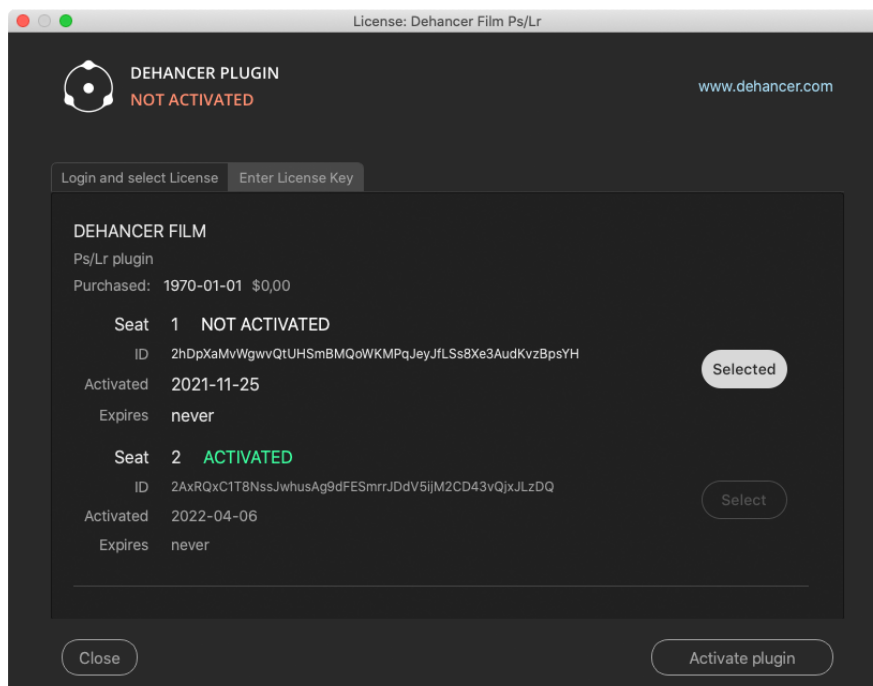 License: Dehancer Film Ps/Lr
DEHANCER PLUGIN
NOT ACTIVATED
www.dehancer.com
Login and select License Enter License Key
DEHANCER FILM
Ps/Lr plugin
Purchased: 1970-01-01 $0,00
Seat 1 NOT ACTIVATED
ID 2hDpXaMvWgwvQtUHSmBMQoWKMPqJeyJfLSs8Xe3AudKvzBpsYH
Selected
Activated 2021-11-25
Expires never
Seat 2 ACTIVATED
ID 2AxRQxC1T8NssJwhusAg9dFESmrrJDdV5ijM2CD43vQjxJLzDQ
Select
Activated 2022-04-06
Expires never
Close Activate plugin